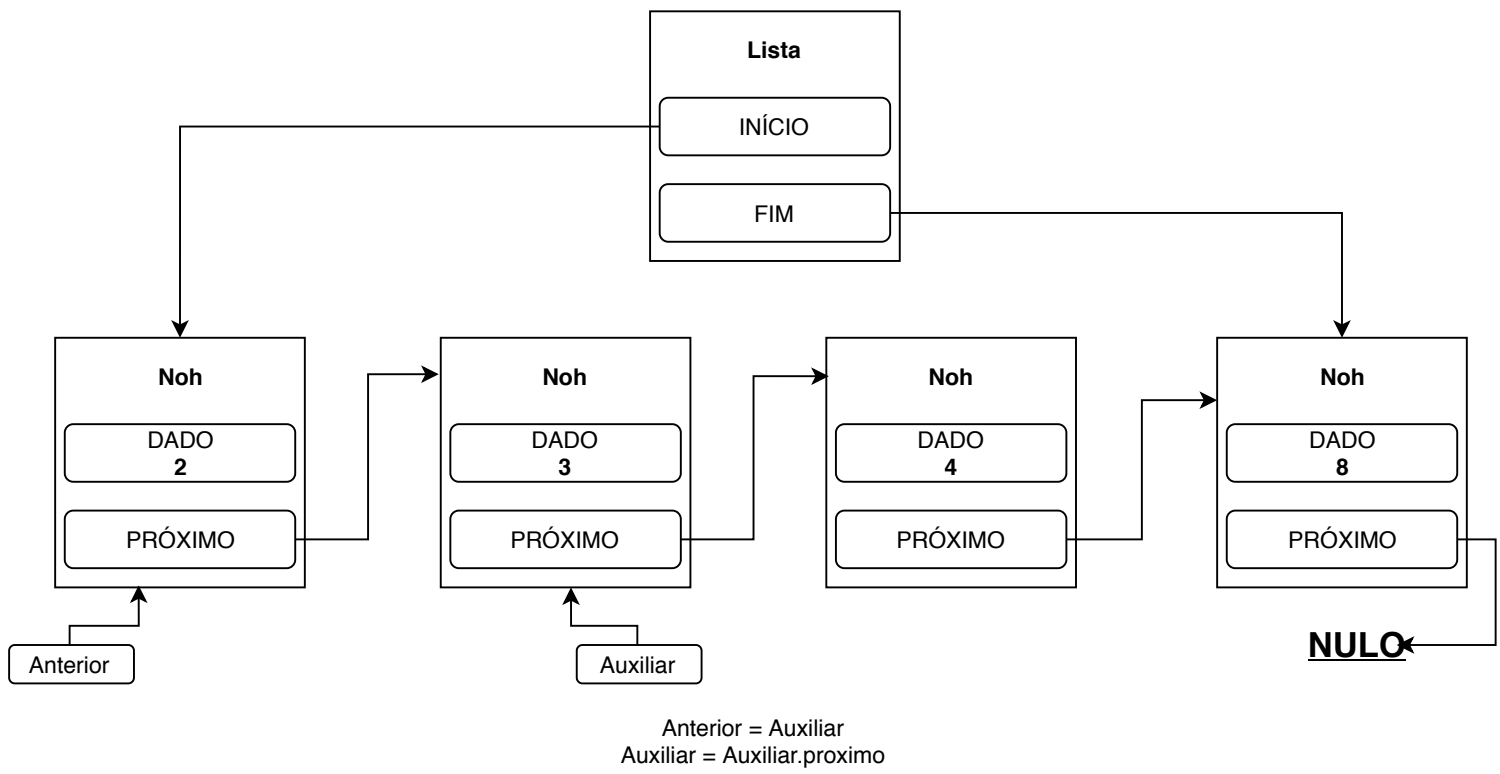 Lista
INÍCIO
FIM
Noh
DADO
2
PRÓXIMO
Noh
DADO
3
PRÓXIMO
Noh
DADO
4
PRÓXIMO
Noh
DADO
8
PRÓXIMO
Anterior
Auxiliar
NULO
Anterior = Auxiliar
Auxiliar = Auxiliar.proximo